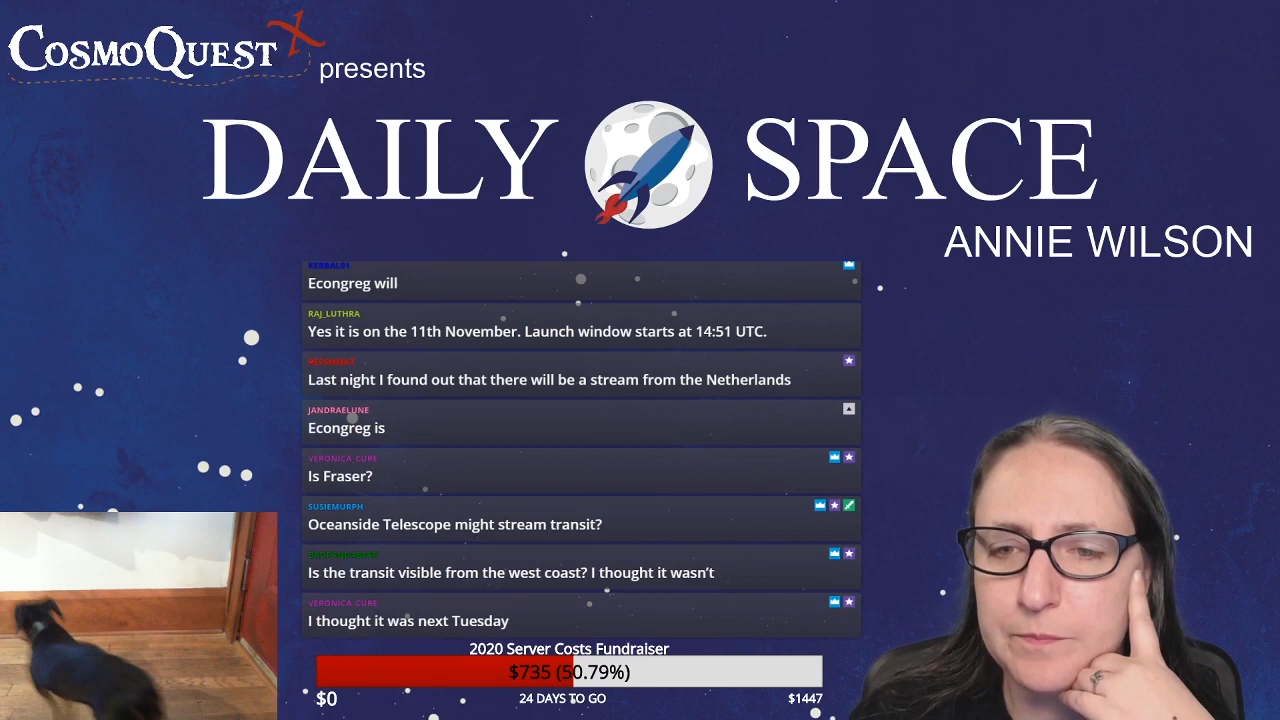 COSMOQUESTX
presents
DAILY SPACE
ANNIE WILSON
KERBAL01
Econgreg will
RAJ_LUTHRA
Yes it is on the 11th November. Launch window starts at 14:51 UTC.
Last night I found out that there will be a stream from the Netherlands
JANDRAELUNE
Econgreg is
VERONICA_CURE
Is Fraser?
SUSIEMURPH
Oceanside Telescope might stream transit?
BADPANDABEAR
Is the transit visible from the west coast? I thought it wasn't
VERONICA_CURE
I thought it was next Tuesday
2020 Server Costs Fundraiser
$735 (50.79%)
$0 24 DAYS TO GO $1447